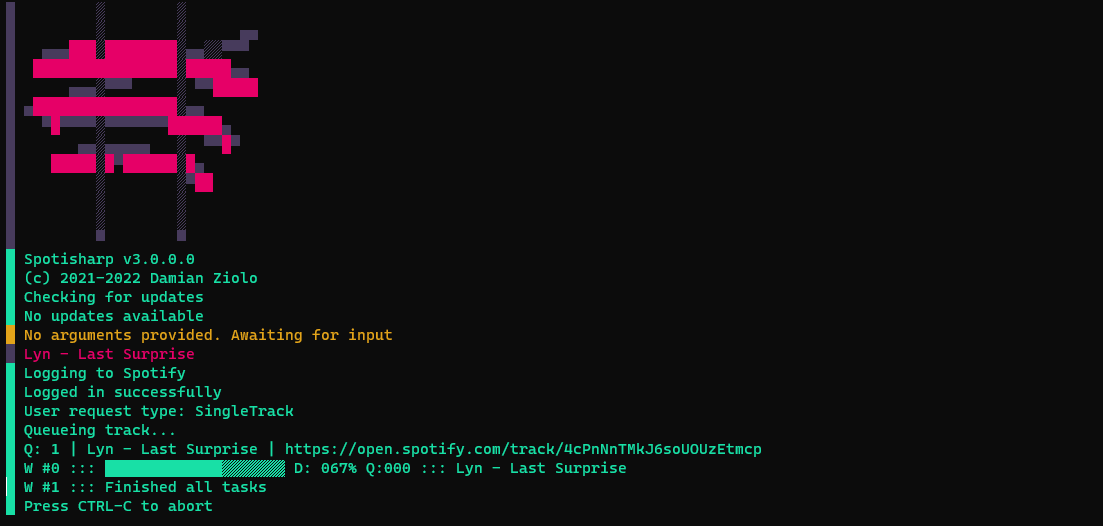 Spotisharp v3.0.0.0
(c) 2021-2022 Damian Ziolo
Checking for updates
No updates available
No arguments provided. Awaiting for input
Lyn - Last Surprise
Logging to Spotify
Logged in successfully
User request type: SingleTrack
Queueing track...
Q: 1 | Lyn - Last Surprise | https://open.spotify.com/track/4cPnNnTMkJ6soUOUzEtmcp
W #0 ::: D: 067% Q:000 ::: Lyn - Last Surprise
W #1 ::: Finished all tasks
Press CTRL-C to abort